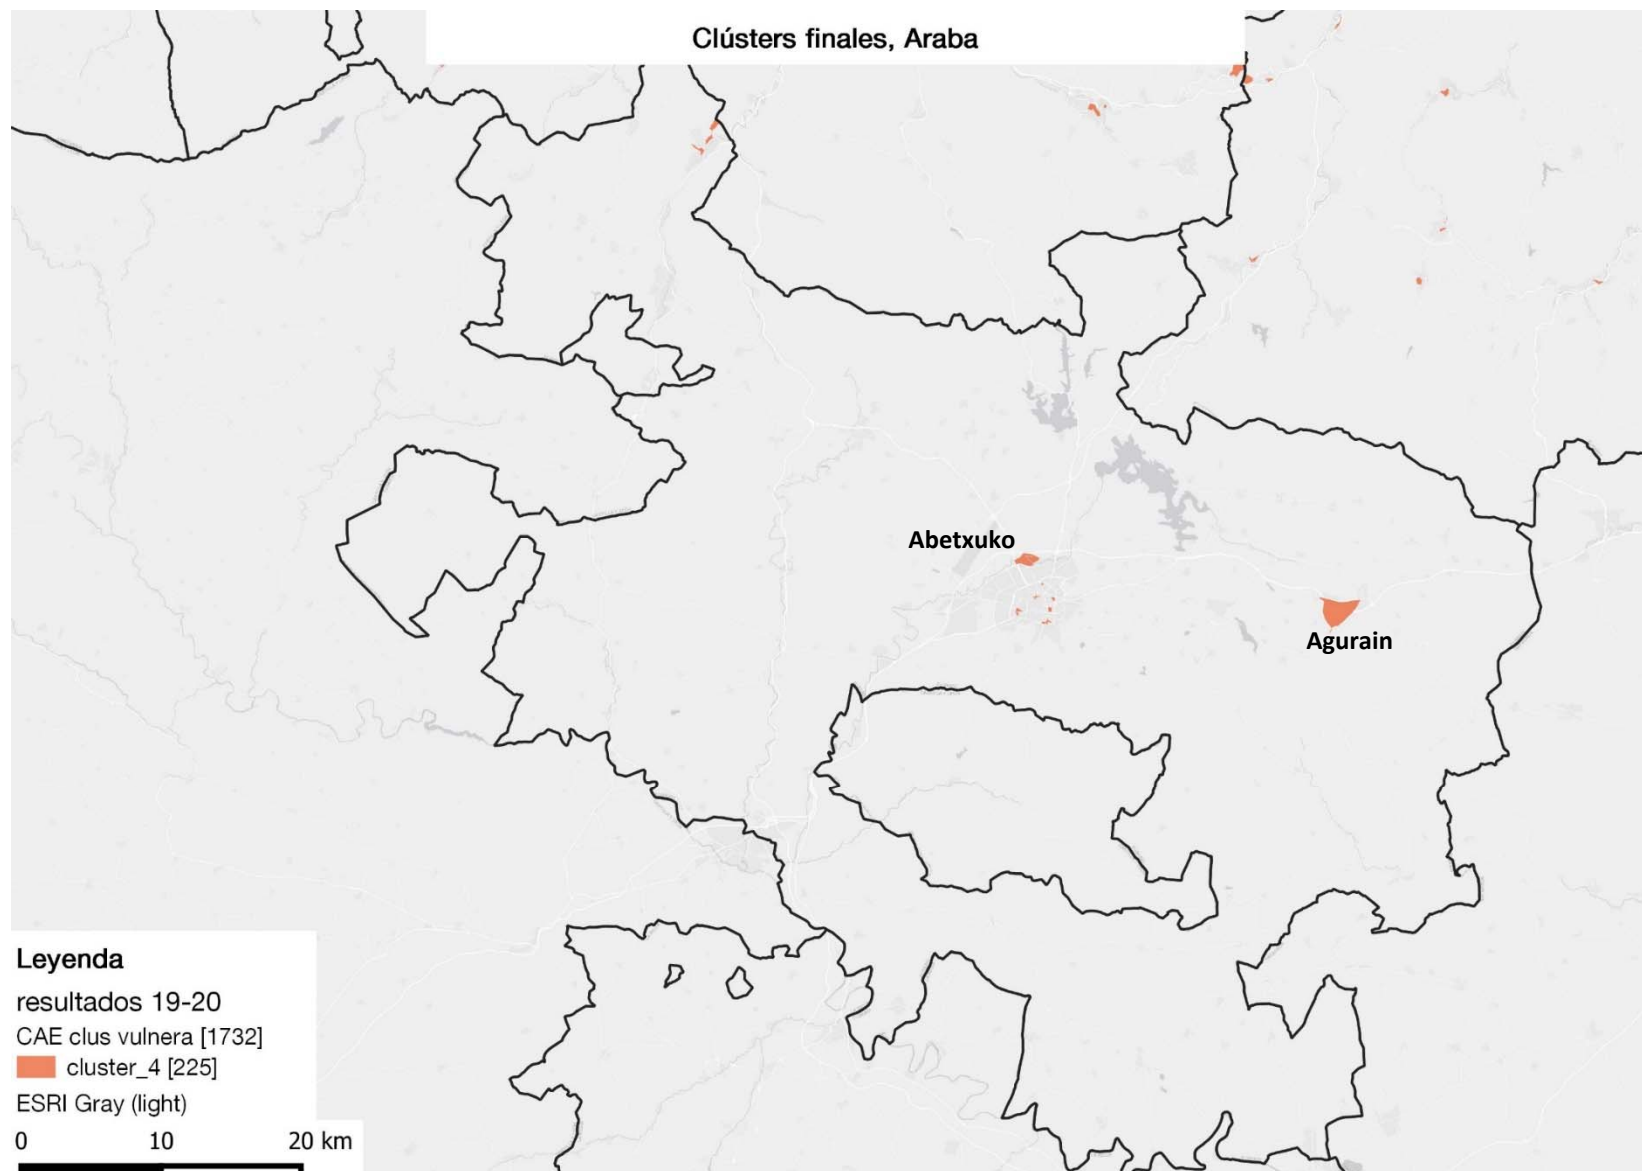 Clústers finales, Araba
Abetxuko
Agurain
Leyenda
resultados 19-20
CAE clus vulnera [1732]
cluster_4 [225]
ESRI Gray (light)
0 10 20 km